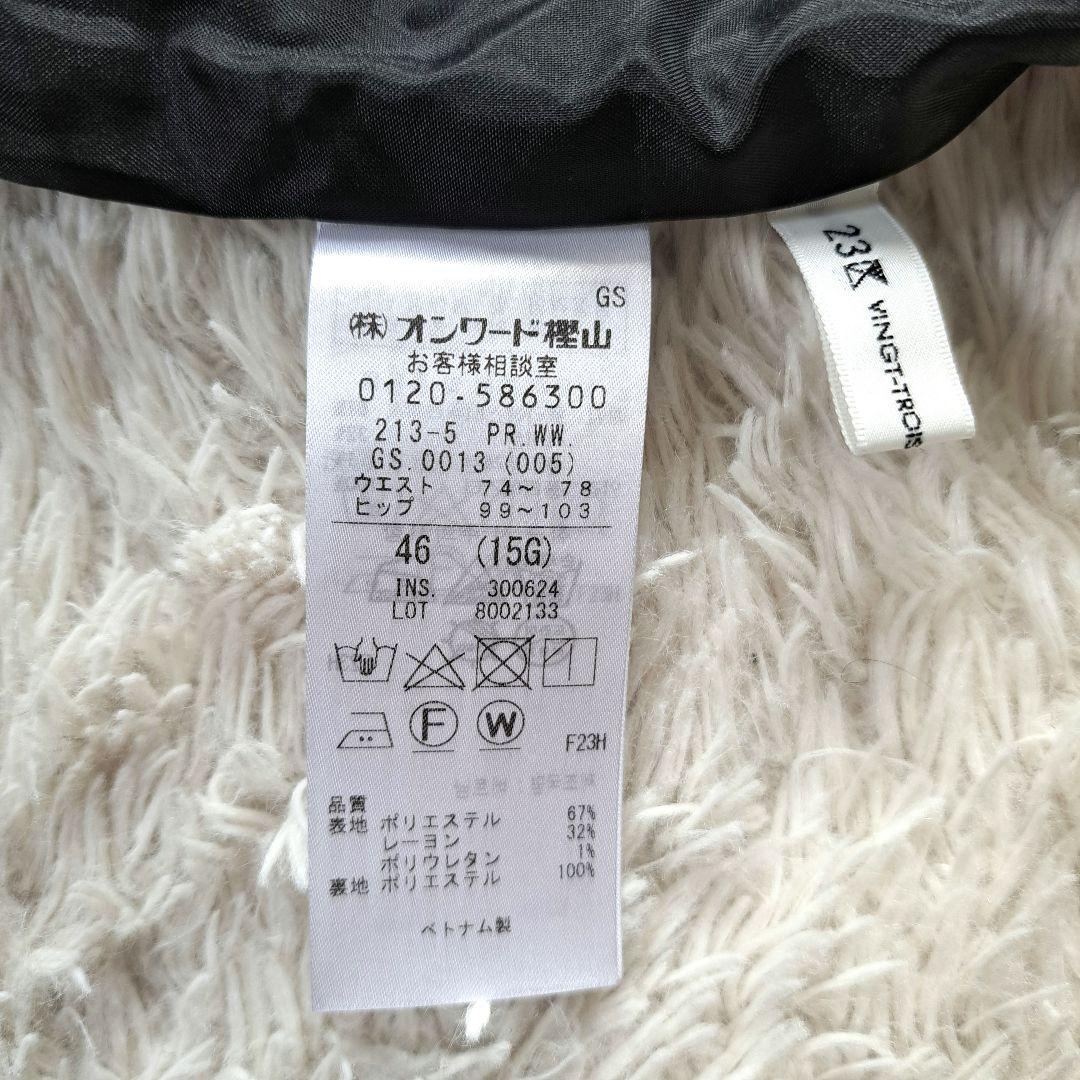 GS
(株)オンワード樫山
お客様相談室
0120-586300
213-5 PR.WW.
GS.0013 (005)
ウエスト 74～ 78
ヒップ 99～103
46 (15G)
INS. 300624
LOT 8002133
F W
F23H
品質
表地 ポリエステル 67%
レーヨン 32%
ポリウレタン 1%
裏地 ポリエステル 100%
ベトナム製
23区
VINGT-TROIS